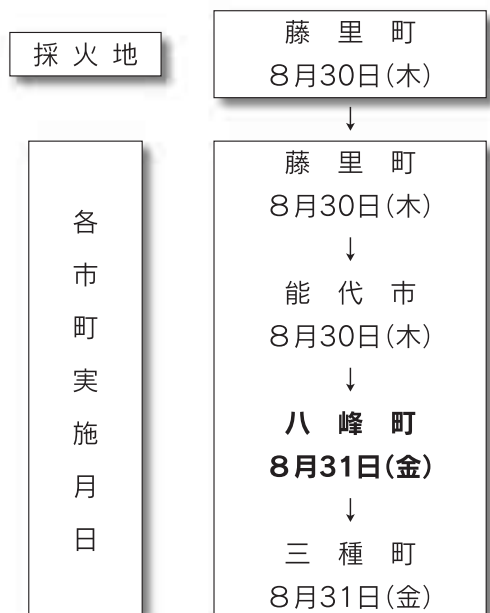 採火地
藤里町
8月30日(木)
↓
各市町実施月日
藤里町
8月30日(木)
↓
能代市
8月30日(木)
↓
八峰町
8月31日(金)
↓
三種町
8月31日(金)